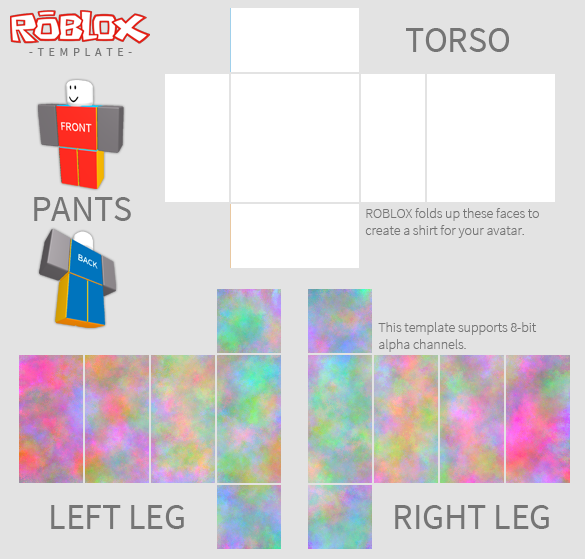 ROBLOX
-TEMPLATE-
TORSO
FRONT
PANTS
BACK
ROBLOX folds up these faces to
create a shirt for your avatar.
This template supports 8-bit
alpha channels.
LEFT LEG
RIGHT LEG